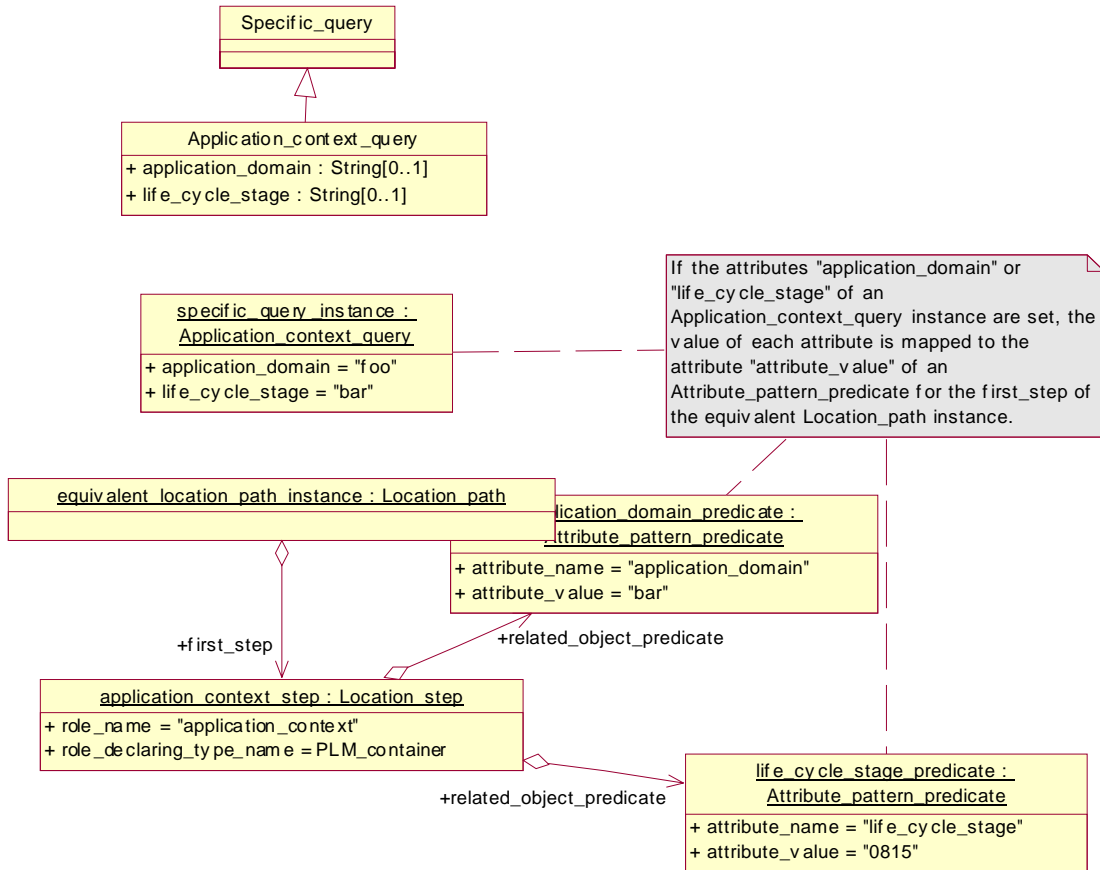 Specific_query
Application_context_query
+ application_domain : String[0..1]
+ life_cycle_stage : String[0..1]
If the attributes "application_domain" or
"life_cycle_stage" of an
Application_context_query instance are set, the
value of each attribute is mapped to the
attribute "attribute_value" of an
Attribute_pattern_predicate for the first_step of
the equivalent Location_path instance.
specific_query_instance :
Application_context_query
+ application_domain = "foo"
+ life_cycle_stage = "bar"
equivalent_location_path_instance : Location_path
lication_domain_predicate :
Attribute_pattern_predicate
+ attribute_name = "application_domain"
+ attribute_value = "bar"
+first_step
+related_object_predicate
application_context_step : Location_step
+ role_name = "application_context"
+ role_declaring_type_name = PLM_container
+related_object_predicate
life_cycle_stage_predicate :
Attribute_pattern_predicate
+ attribute_name = "life_cycle_stage"
+ attribute_value = "0815"